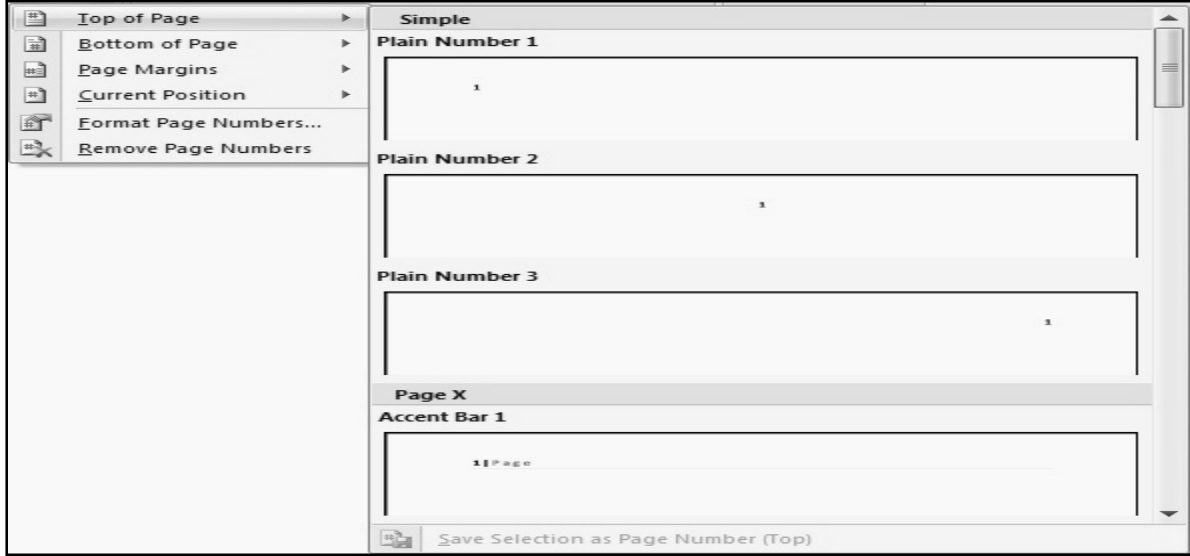 Top of Page
Bottom of Page
Page Margins
Current Position
Format Page Numbers...
Remove Page Numbers
Simple
Plain Number 1
1
Plain Number 2
1
Plain Number 3
1
Page X
Accent Bar 1
1|Page
Save Selection as Page Number (Top)